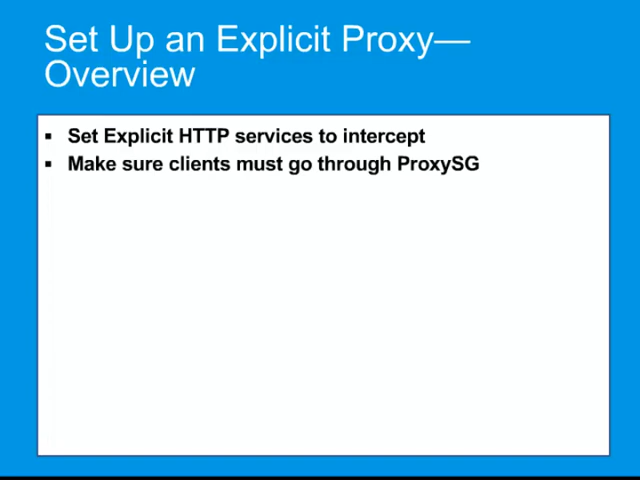 Set Up an Explicit Proxy—
Overview
▪ Set Explicit HTTP services to intercept
▪ Make sure clients must go through ProxySG